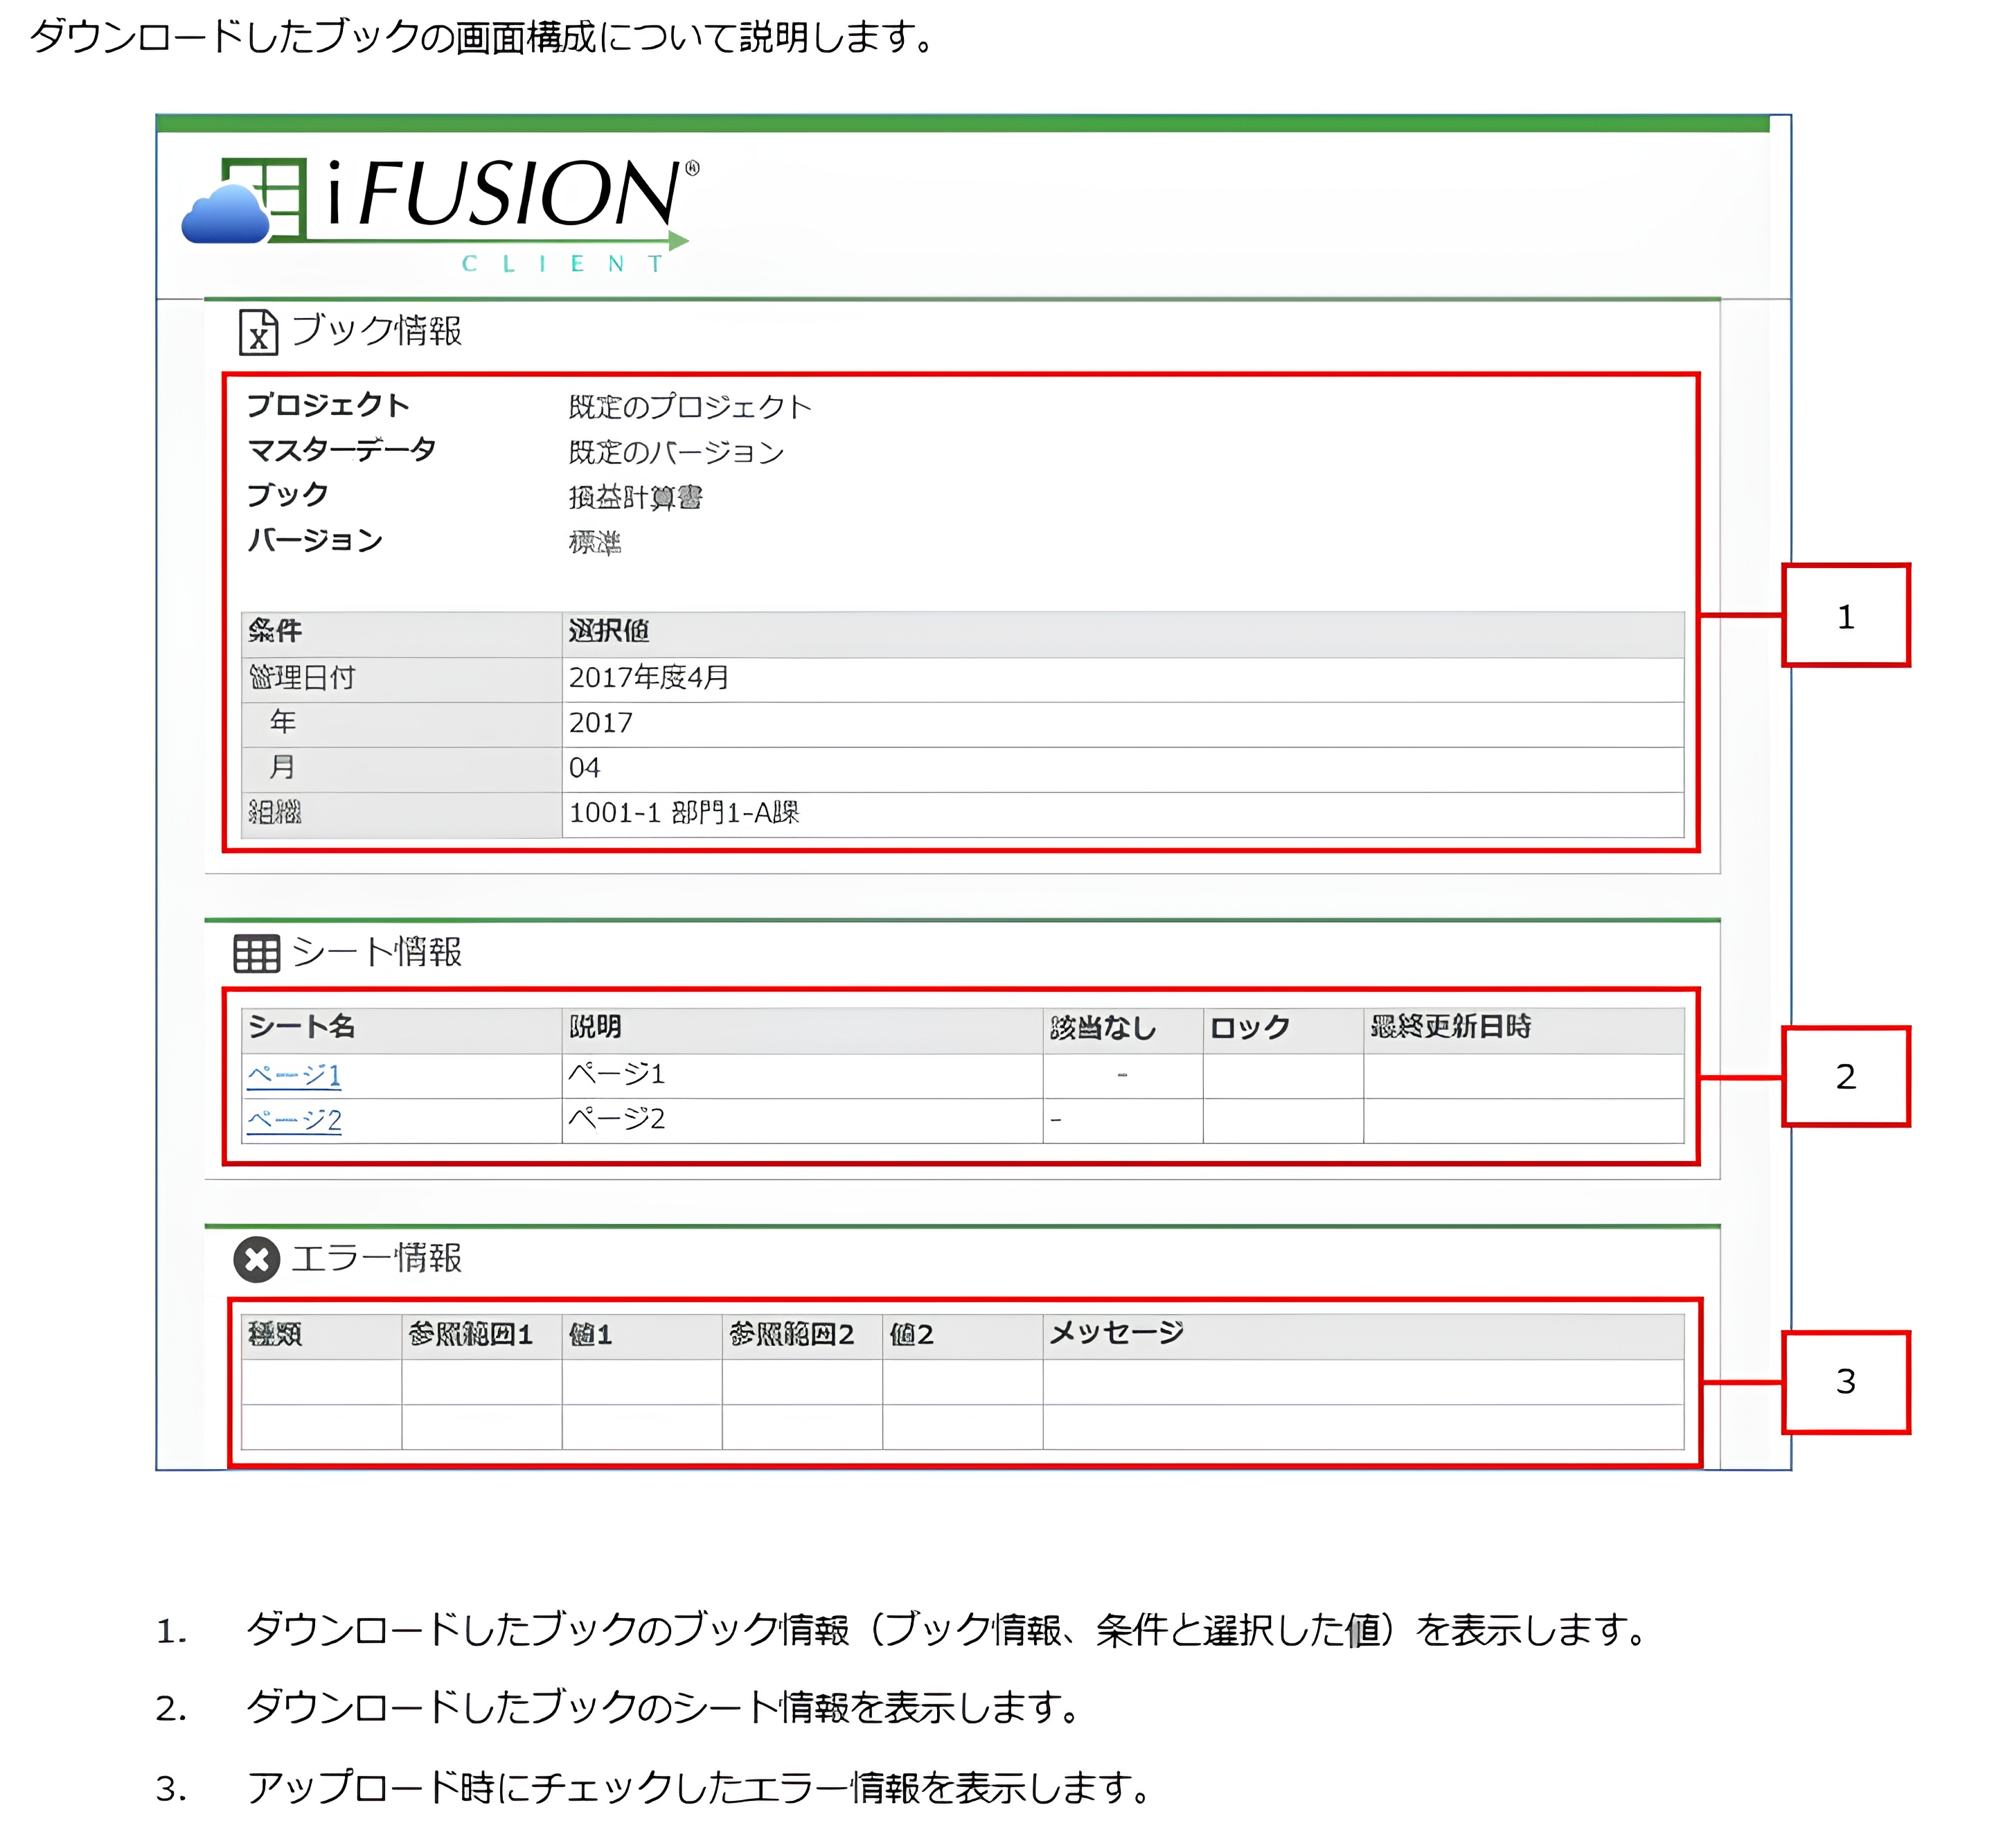 ダウンロードしたブックの画面構成について説明します。
iFUSION®
CLIENT
ブック情報
プロジェクト 既定のプロジェクト
マスターデータ 既定のバージョン
ブック 損益計算書
バージョン 標準
条件 選択値
管理日付 2017年度4月
年 2017
月 04
組織 1001-1 部門1-A課
1
シート情報
シート名 説明 該当なし ロック 最終更新日時
ページ1 ページ1 -
ページ2 ページ2 -
2
エラー情報
種類 参照範囲1 値1 参照範囲2 値2 メッセージ
3
1. ダウンロードしたブックのブック情報（ブック情報、条件と選択した値）を表示します。
2. ダウンロードしたブックのシート情報を表示します。
3. アップロード時にチェックしたエラー情報を表示します。